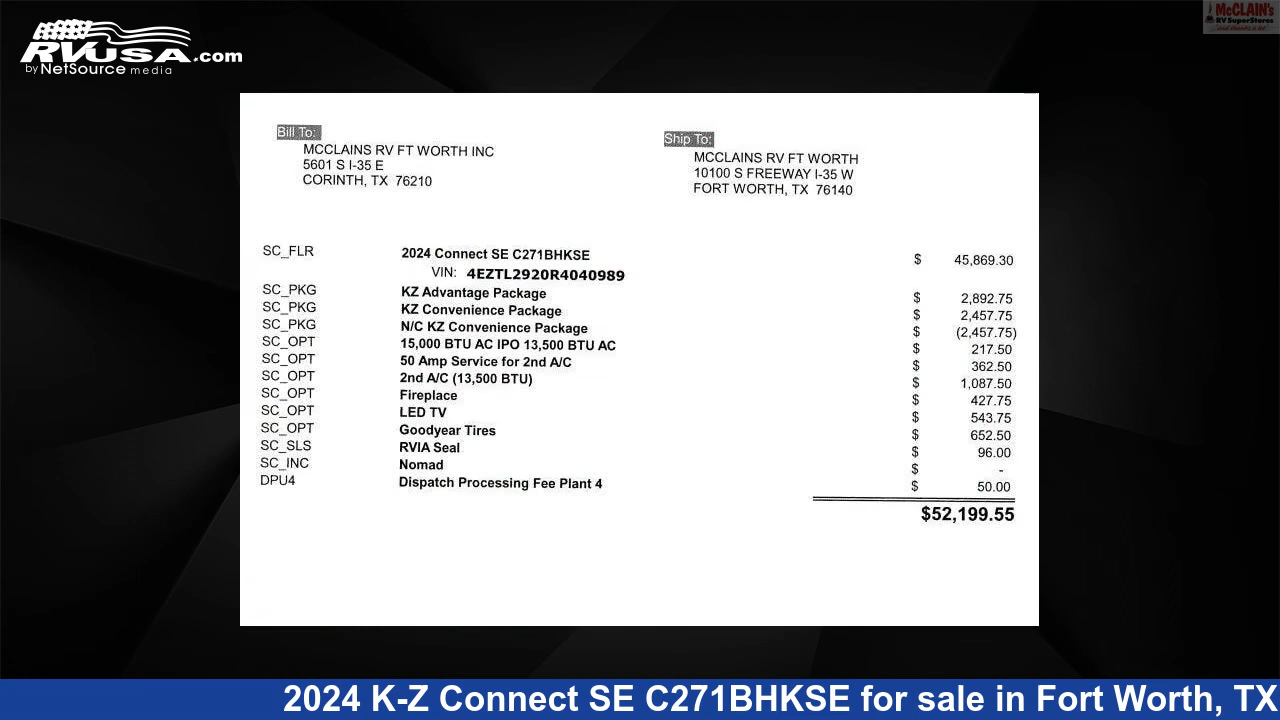 RVUSA.com
by NetSource media
McCLAIN's
RV SuperStores
Bill To:
MCCLAINS RV FT WORTH INC
5601 S I-35 E
CORINTH, TX 76210
Ship To:
MCCLAINS RV FT WORTH
10100 S FREEWAY I-35 W
FORT WORTH, TX 76140
SC_FLR 2024 Connect SE C271BHKSE $ 45,869.30
VIN: 4EZTL2920R4040989
SC_PKG KZ Advantage Package $ 2,892.75
SC_PKG KZ Convenience Package $ 2,457.75
SC_PKG N/C KZ Convenience Package $ (2,457.75)
SC_OPT 15,000 BTU AC IPO 13,500 BTU AC $ 217.50
SC_OPT 50 Amp Service for 2nd A/C $ 362.50
SC_OPT 2nd A/C (13,500 BTU) $ 1,087.50
SC_OPT Fireplace $ 427.75
SC_OPT LED TV $ 543.75
SC_OPT Goodyear Tires $ 652.50
SC_SLS RVIA Seal $ 96.00
SC_INC Nomad $ -
DPU4 Dispatch Processing Fee Plant 4 $ 50.00
$52,199.55
2024 K-Z Connect SE C271BHKSE for sale in Fort Worth, TX